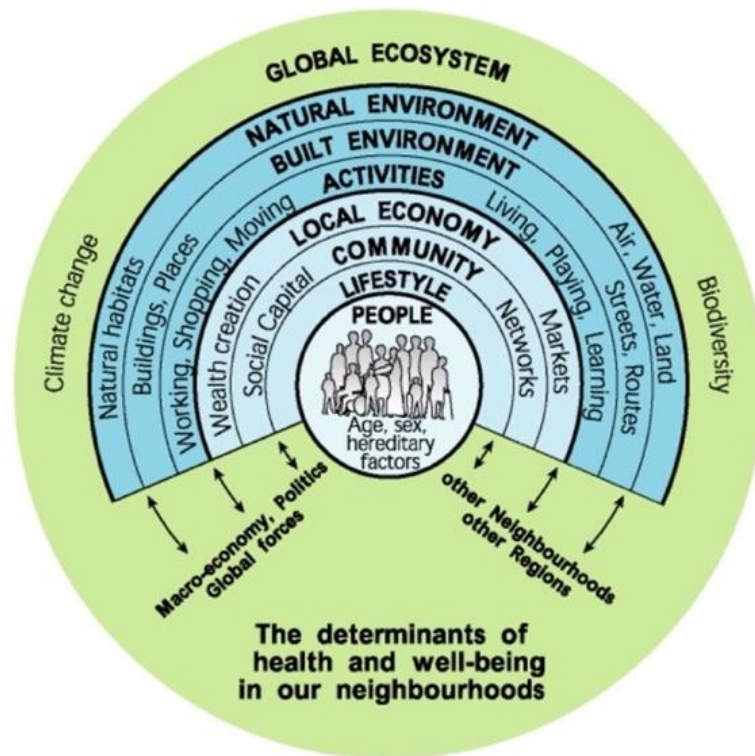 GLOBAL ECOSYSTEM
NATURAL ENVIRONMENT
BUILT ENVIRONMENT
ACTIVITIES
LOCAL ECONOMY
COMMUNITY
LIFESTYLE
PEOPLE
Age, sex,
hereditary
factors
Climate change
Natural habitats
Buildings, Places
Working, Shopping, Moving
Wealth creation
Social Capital
Living, Playing, Learning
Air, Water, Land
Streets, Routes
Markets
Networks
Biodiversity
Macro-economy, Politics
Global forces
other Neighbourhoods
other Regions
The determinants of
health and well-being
in our neighbourhoods